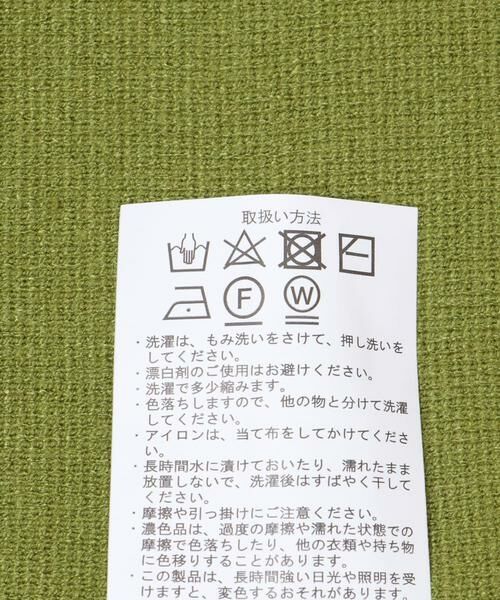 取扱い方法
F
W
・洗濯は、もみ洗いをさけて、押し洗いを
してください。
・漂白剤のご使用はお避けください。
・洗濯で多少縮みます。
・色落ちしますので、他の物と分けて洗濯
してください。
・アイロンは、当て布をしてかけてくださ
い。
・長時間水に漬けておいたり、濡れたまま
放置しないで、洗濯後はすばやく干して
ください。
・摩擦や引っ掛けにご注意ください。
・濃色品は、過度の摩擦や濡れた状態での
摩擦で色落ちしたり、他の衣類や持ち物
に色移りすることがあります。
・この製品は、長時間強い日光や照明を受
けますと、変色するおそれがあります。